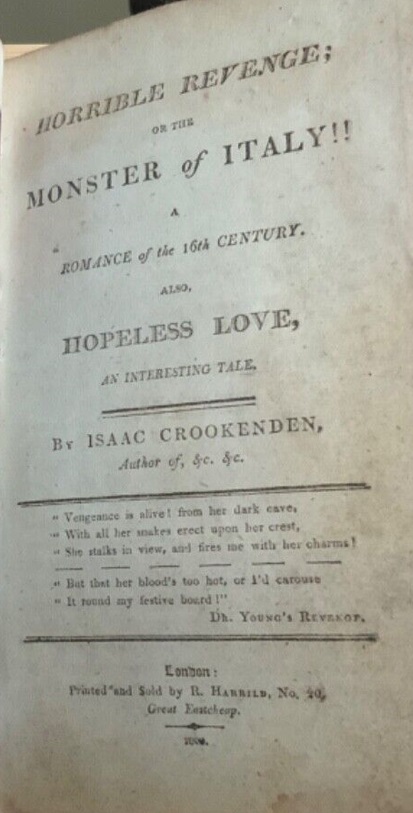 HORRIBLE REVENGE;
OR THE
MONSTER of ITALY!!
A
ROMANCE of the 16th CENTURY.
ALSO,
HOPELESS LOVE,
AN INTERESTING TALE.
By ISAAC CROOKENDEN,
Author of, &c. &c.
" Vengeance is alive! from her dark cave,
" With all her snakes erect upon her crest,
" She stalks in view, and fires me with her charms!
" But that her blood's too hot, or I'd carouse
" It round my festive board!"
Dr. Young's Revenge.
London:
Printed and Sold by R. Harrild, No. 20,
Great Eastcheap.